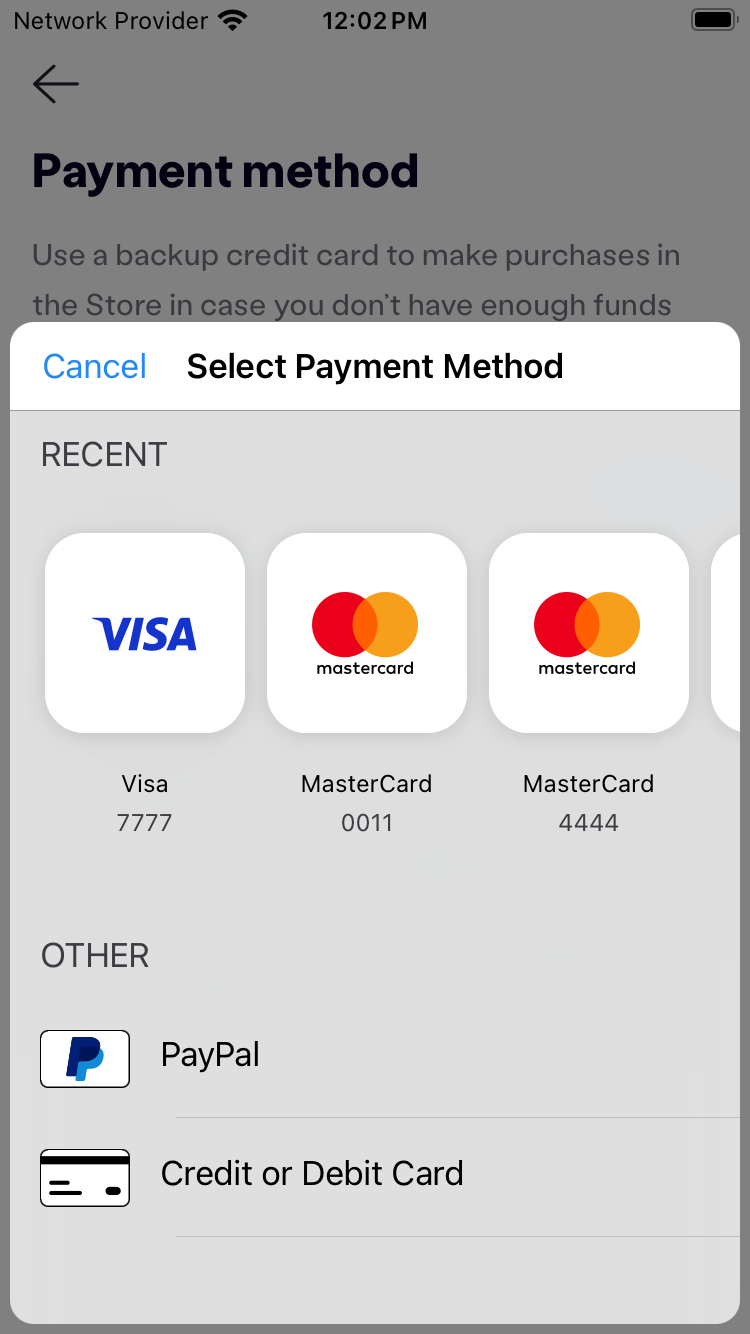 Network Provider 12:02 PM
Payment method
Use a backup credit card to make purchases in
the Store in case you don’t have enough funds
Cancel Select Payment Method
RECENT
VISA mastercard mastercard
Visa MasterCard MasterCard
7777 0011 4444
OTHER
PayPal
Credit or Debit Card